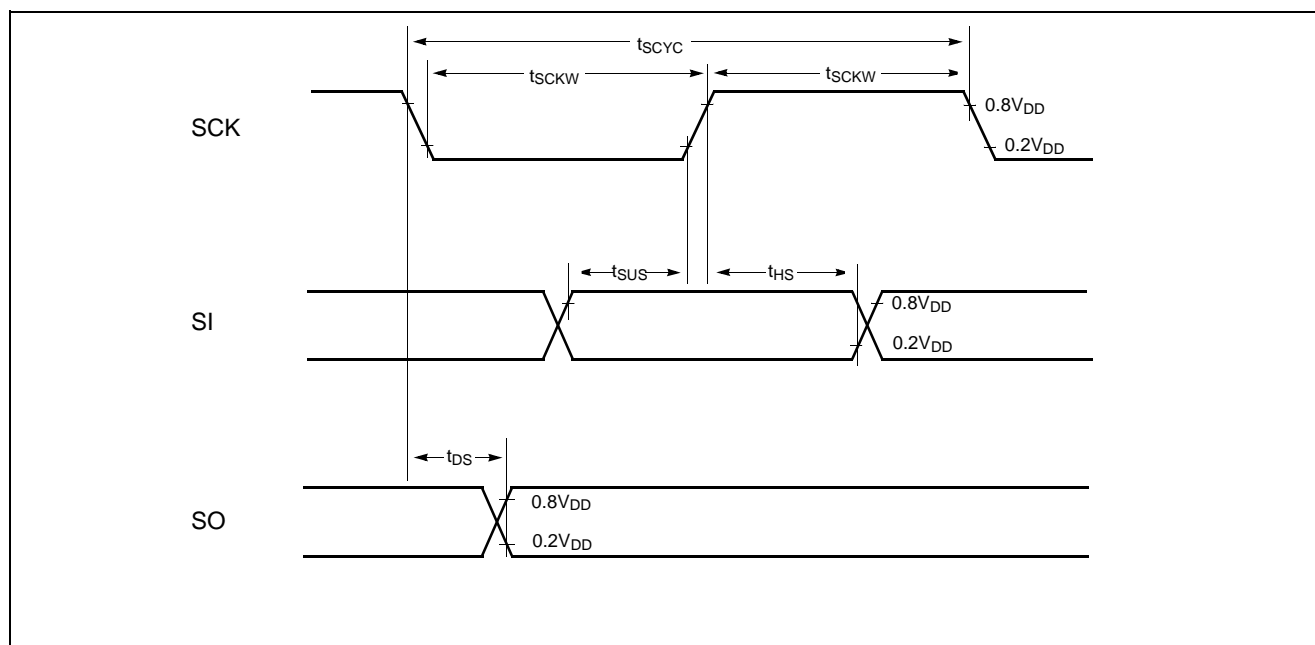 tSCYC
tSCKW
tSCKW
SCK
0.8VDD
0.2VDD
tSUS
tHS
SI
0.8VDD
0.2VDD
tDS
SO
0.8VDD
0.2VDD